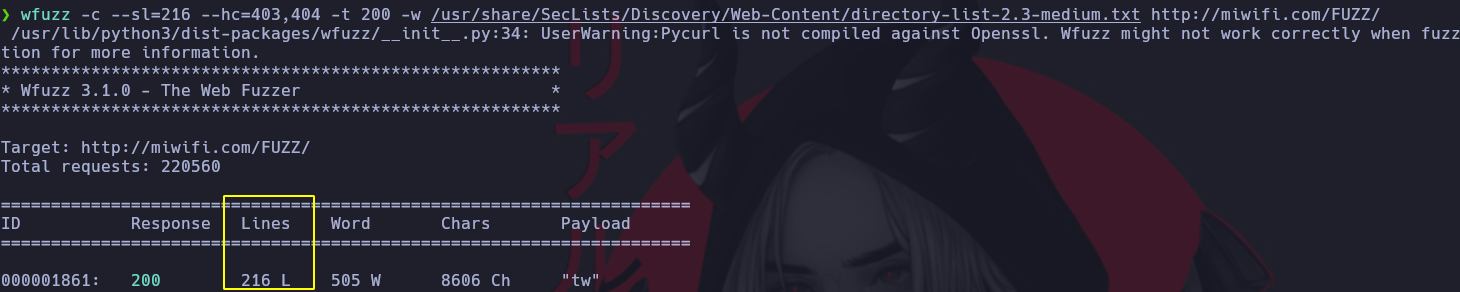 ❯ wfuzz -c --sl=216 --hc=403,404 -t 200 -w /usr/share/SecLists/Discovery/Web-Content/directory-list-2.3-medium.txt http://miwifi.com/FUZZ/
/usr/lib/python3/dist-packages/wfuzz/__init__.py:34: UserWarning:Pycurl is not compiled against Openssl. Wfuzz might not work correctly when fuzz
tion for more information.
********************************************************
* Wfuzz 3.1.0 - The Web Fuzzer                         *
********************************************************
Target: http://miwifi.com/FUZZ/
Total requests: 220560
=====================================================================
ID           Response   Lines    Word       Chars       Payload
=====================================================================
000001861:   200        216 L    505 W      8606 Ch     "tw"
リアル